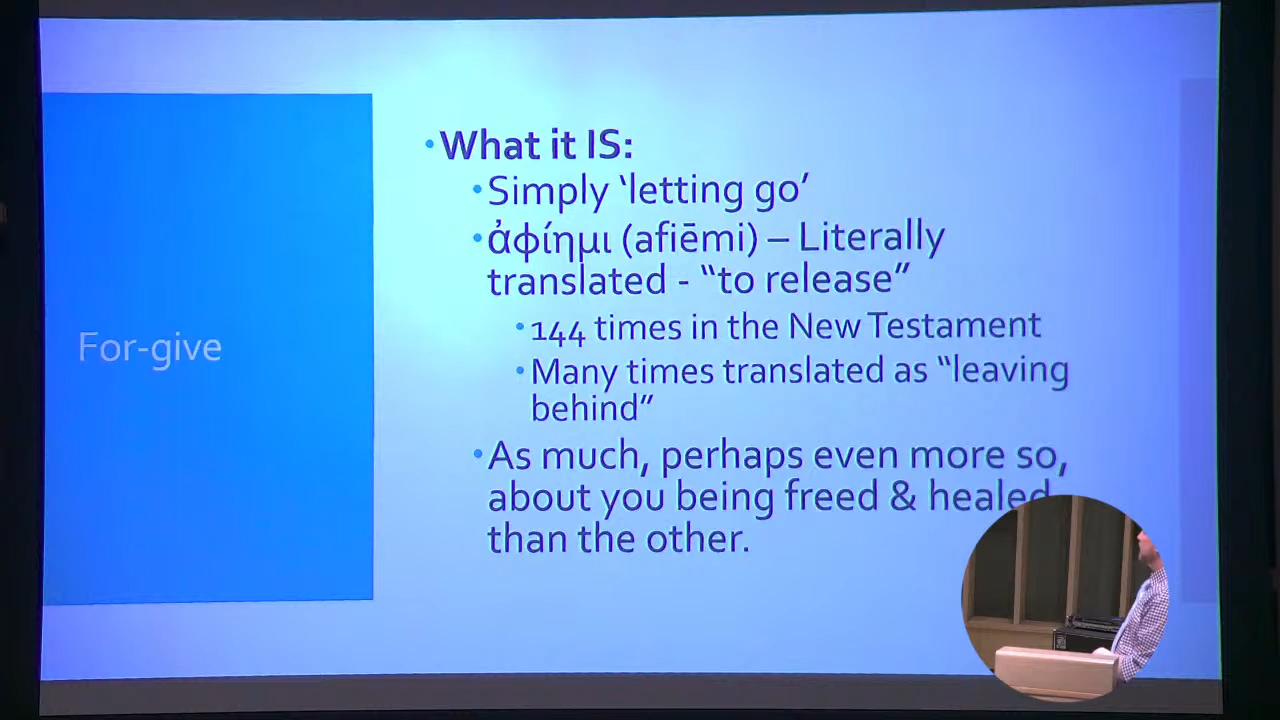 For-give
What it IS:
Simply ‘letting go’
ἀφίημι (afiēmi) – Literally
translated - “to release”
144 times in the New Testament
Many times translated as “leaving
behind”
As much, perhaps even more so,
about you being freed & healed
than the other.